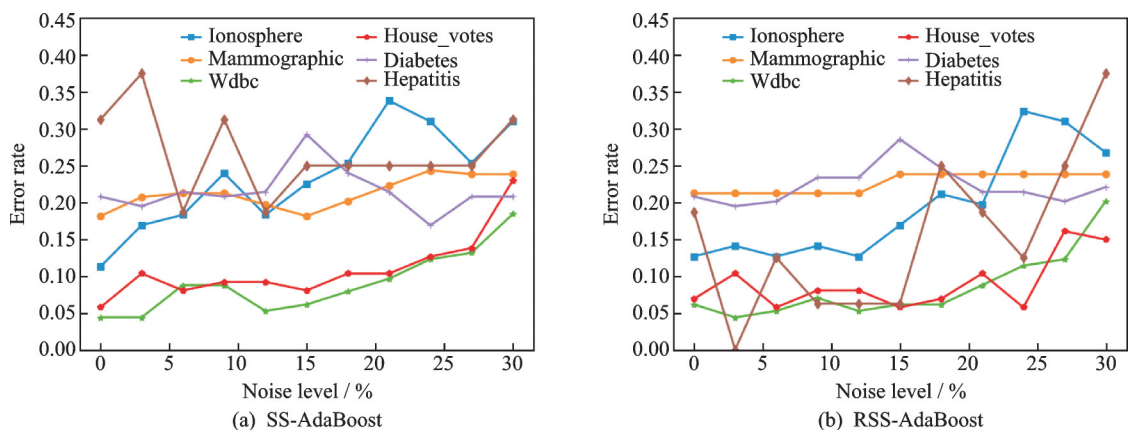 0.45
0.40
0.35
0.30
0.25
0.20
0.15
0.10
0.05
0.00
Error rate
Ionosphere
Mammographic
Wdbc
House_votes
Diabetes
Hepatitis
0 5 10 15 20 25 30
Noise level / %
(a) SS-AdaBoost
0.45
0.40
0.35
0.30
0.25
0.20
0.15
0.10
0.05
0.00
Error rate
Ionosphere
Mammographic
Wdbc
House_votes
Diabetes
Hepatitis
0 5 10 15 20 25 30
Noise level / %
(b) RSS-AdaBoost